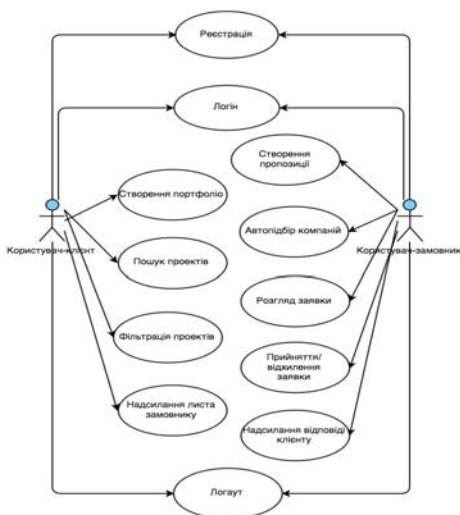 Реєстрація
Логін
Створення
пропозиції
Створення портфоліо
Автопідбір компаній
Користувач-клієнт
Користувач-замовник
Пошук проектів
Розгляд заявки
Фільтрація проектів
Прийняття/
відхилення
заявки
Надсилання листа
замовнику
Надсилання відповіді
клієнту
Логаут